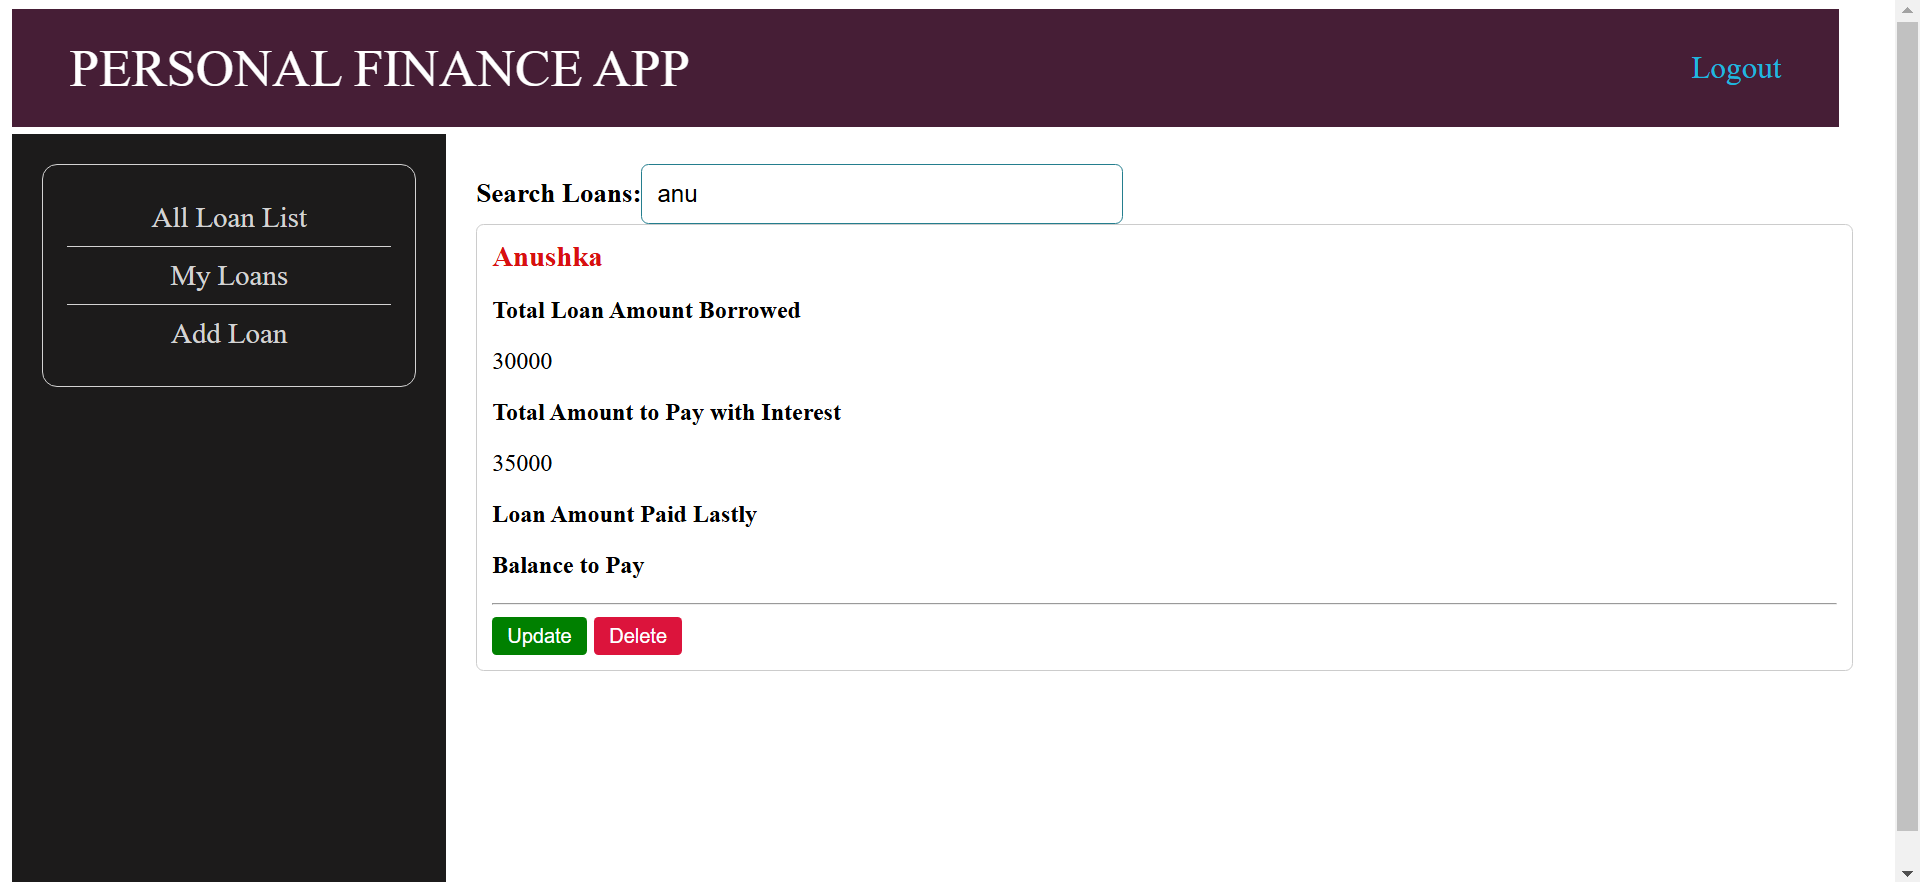 PERSONAL FINANCE APP
Logout
All Loan List
My Loans
Add Loan
Search Loans: anu
Anushka
Total Loan Amount Borrowed
30000
Total Amount to Pay with Interest
35000
Loan Amount Paid Lastly
Balance to Pay
Update Delete